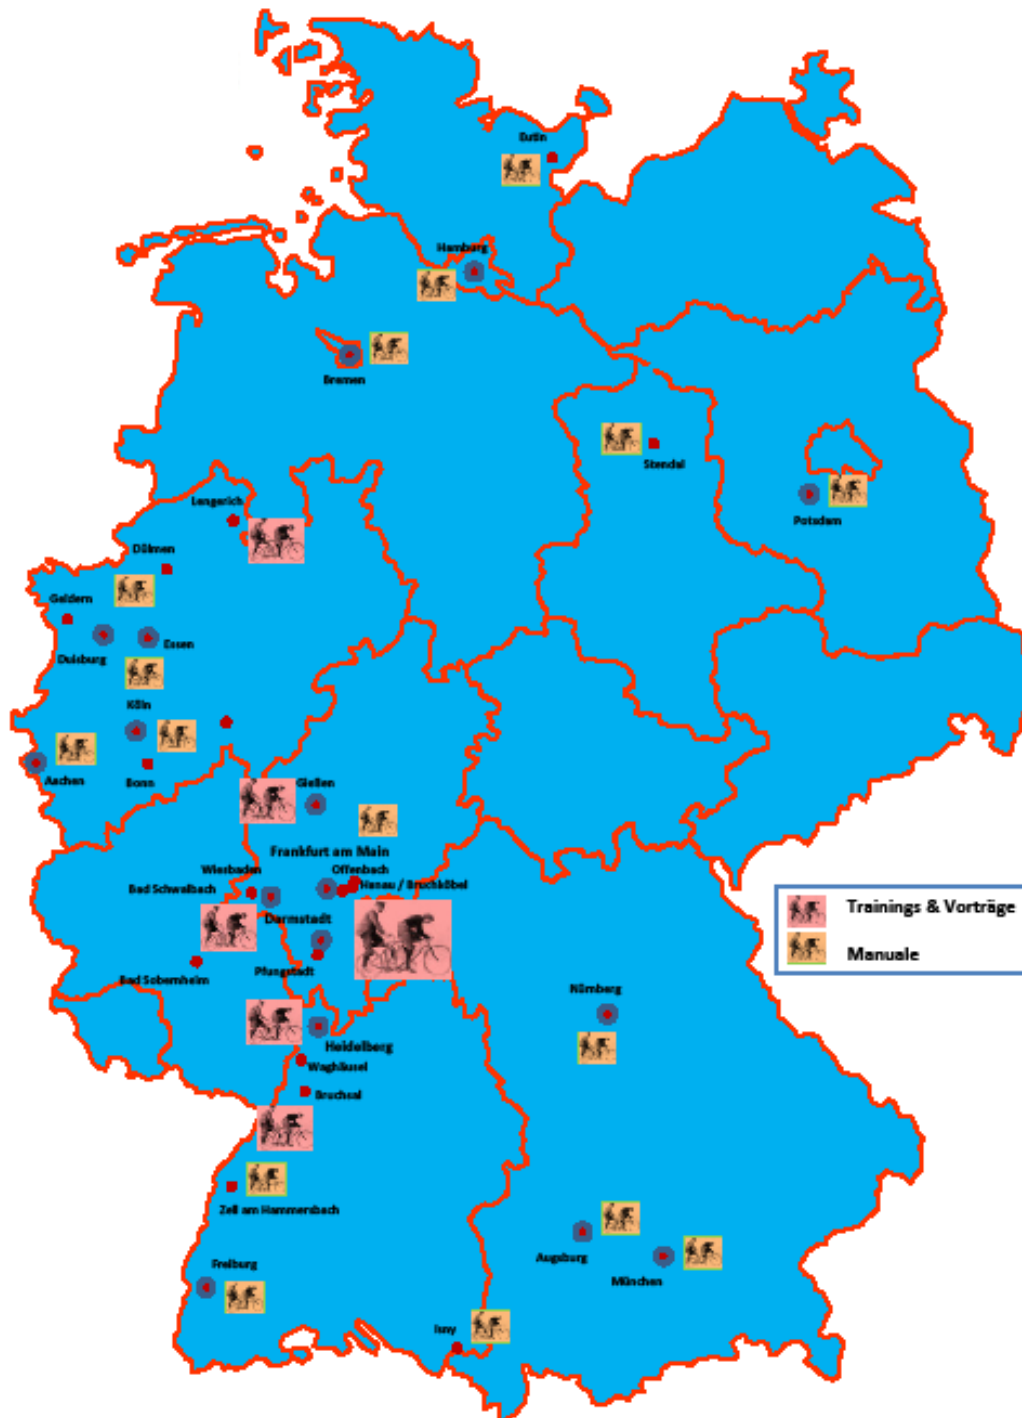 Eutin
Hamburg
Bremen
Stendal
Potsdam
Lengerich
Dülmen
Geldern
Duisburg
Essen
Köln
Aachen
Bonn
Gießen
Frankfurt am Main
Wiesbaden
Offenbach
Bad Schwalbach
Hanau / Bruchköbel
Darmstadt
Trainings & Vorträge
Manuale
Pfungstadt
Bad Sobernheim
Nürnberg
Heidelberg
Waghäusel
Bruchsal
Zell am Hammersbach
Augsburg
Freiburg
München
Isny